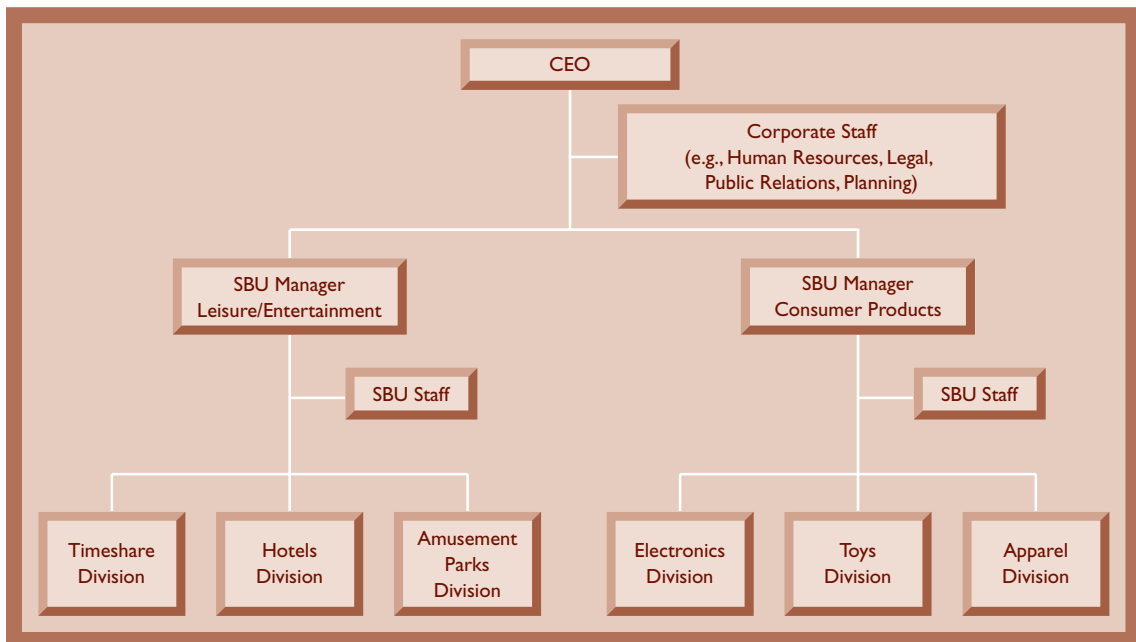 CEO
Corporate Staff
(e.g., Human Resources, Legal,
Public Relations, Planning)
SBU Manager
Leisure/Entertainment
SBU Manager
Consumer Products
SBU Staff
SBU Staff
Timeshare
Division
Hotels
Division
Amusement
Parks
Division
Electronics
Division
Toys
Division
Apparel
Division